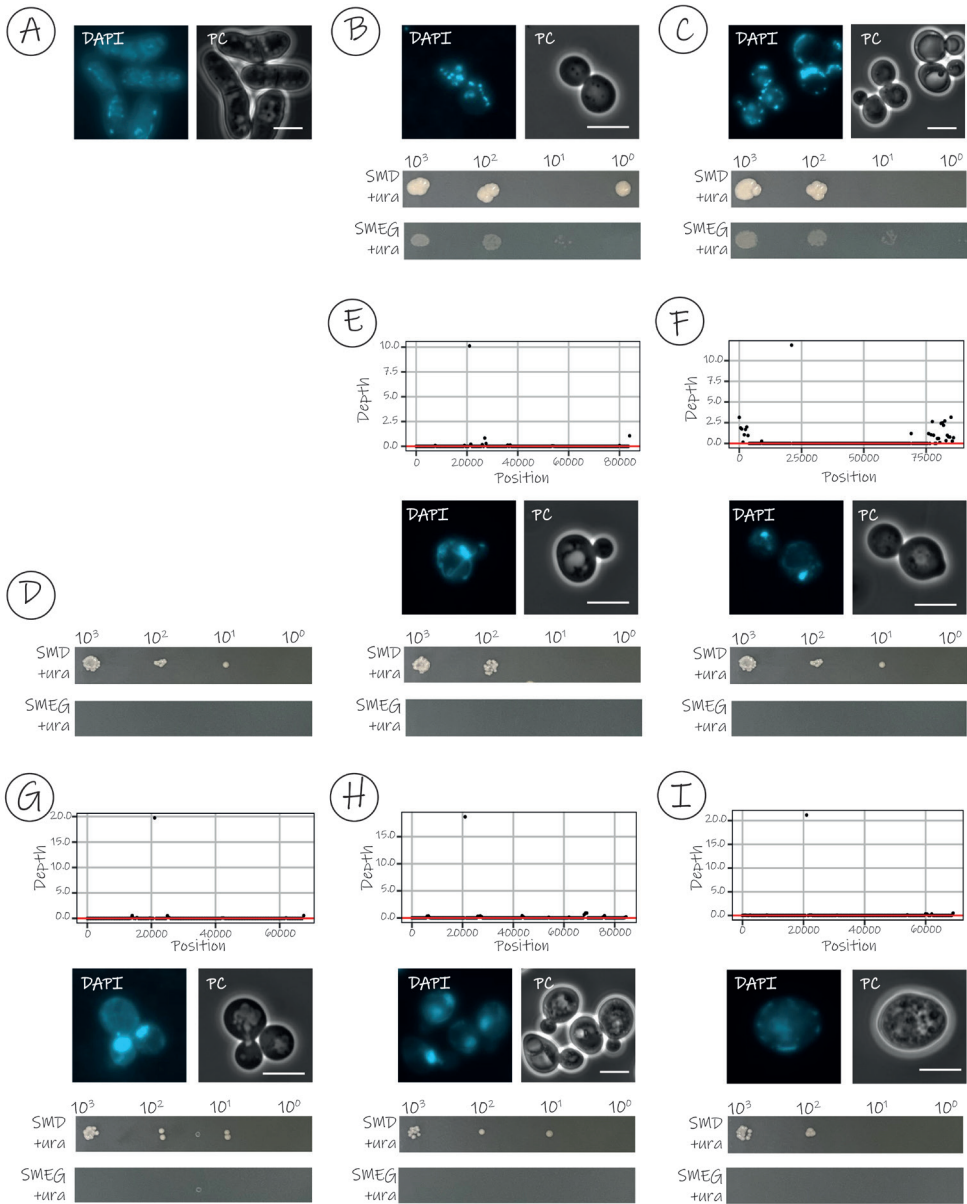 A
DAPI PC
B
DAPI PC
10³ 10² 10¹ 10⁰
SMD
+ura
SMEG
+ura
C
DAPI PC
10³ 10² 10¹ 10⁰
SMD
+ura
SMEG
+ura
D
10³ 10² 10¹ 10⁰
SMD
+ura
SMEG
+ura
E
Depth
10.0
7.5
5.0
2.5
0.0
0 20000 40000 60000 80000
Position
DAPI PC
10³ 10² 10¹ 10⁰
SMD
+ura
SMEG
+ura
F
Depth
10.0
7.5
5.0
2.5
0.0
0 25000 50000 75000
Position
DAPI PC
10³ 10² 10¹ 10⁰
SMD
+ura
SMEG
+ura
G
Depth
20.0
15.0
10.0
5.0
0.0
0 20000 40000 60000
Position
DAPI PC
10³ 10² 10¹ 10⁰
SMD
+ura
SMEG
+ura
H
Depth
15.0
10.0
5.0
0.0
0 20000 40000 60000 80000
Position
DAPI PC
10³ 10² 10¹ 10⁰
SMD
+ura
SMEG
+ura
I
Depth
20.0
15.0
10.0
5.0
0.0
0 20000 40000 60000
Position
DAPI PC
10³ 10² 10¹ 10⁰
SMD
+ura
SMEG
+ura